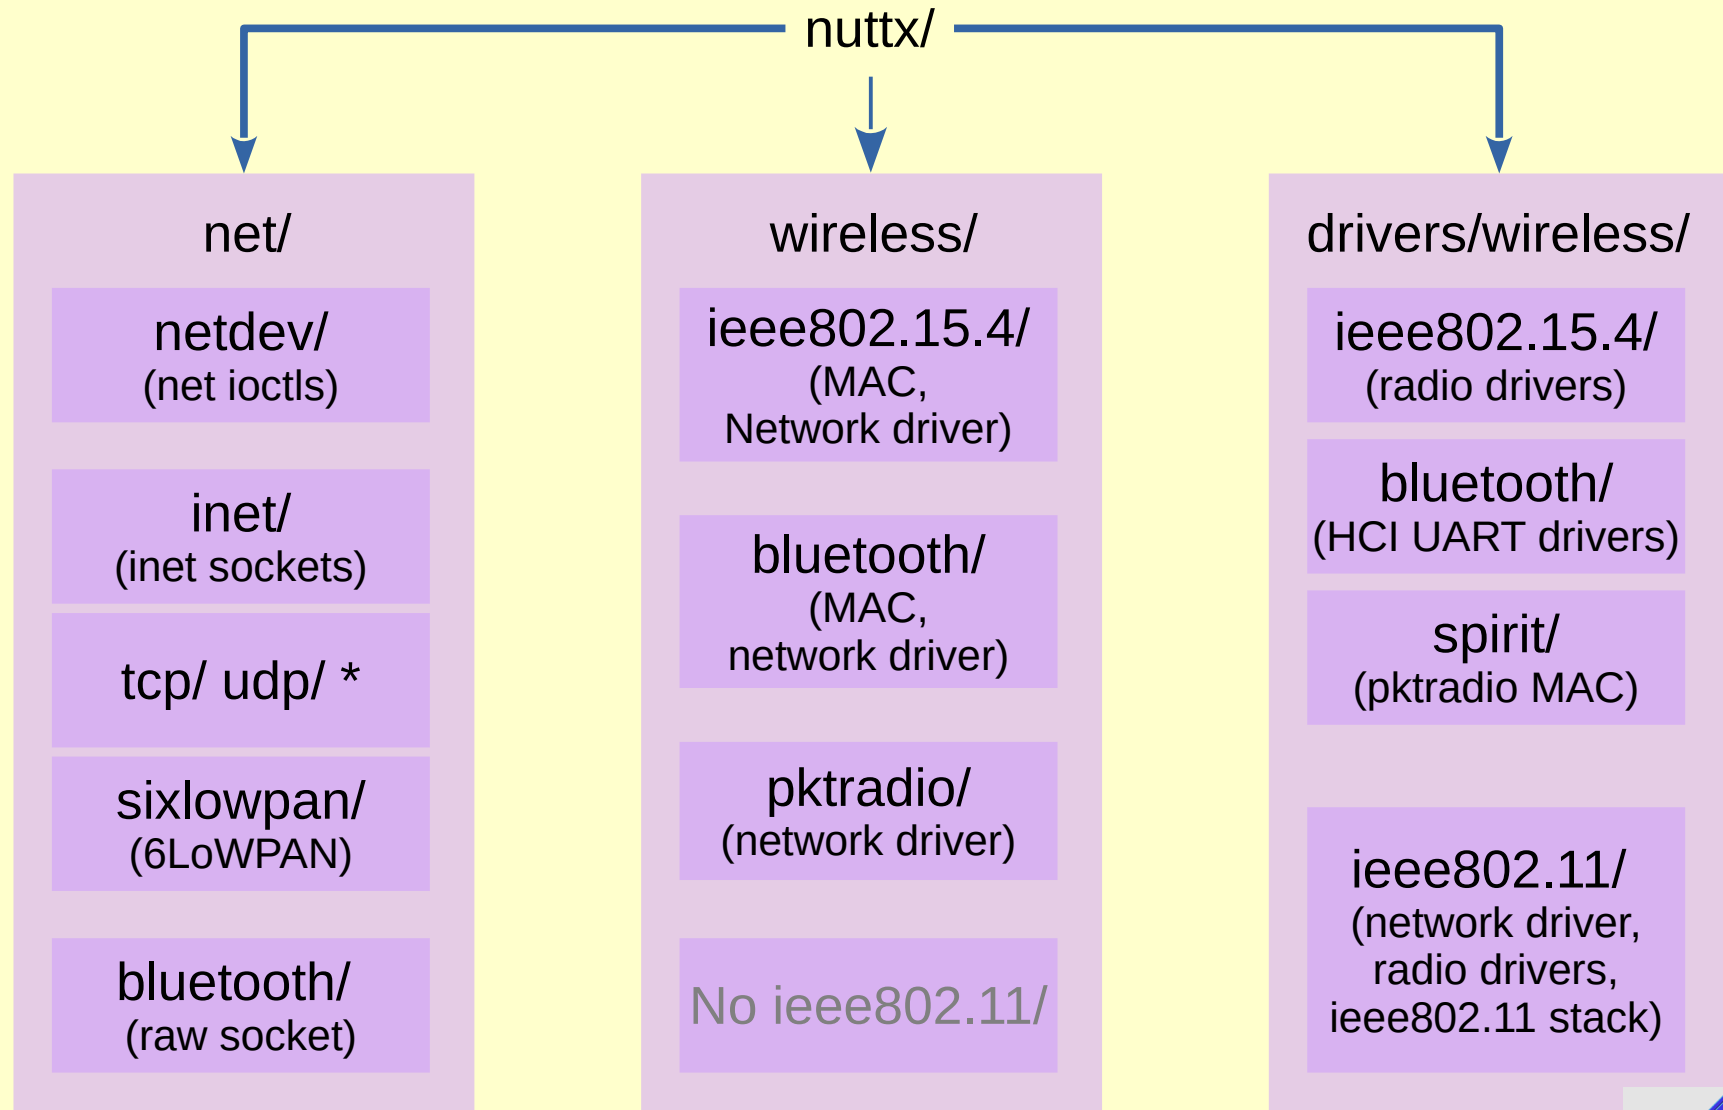 nuttx/
net/
netdev/
(net ioctls)
inet/
(inet sockets)
tcp/ udp/ *
sixlowpan/
(6LoWPAN)
bluetooth/
(raw socket)
wireless/
ieee802.15.4/
(MAC,
Network driver)
bluetooth/
(MAC,
network driver)
pktradio/
(network driver)
No ieee802.11/
drivers/wireless/
ieee802.15.4/
(radio drivers)
bluetooth/
(HCI UART drivers)
spirit/
(pktradio MAC)
ieee802.11/
(network driver,
radio drivers,
ieee802.11 stack)